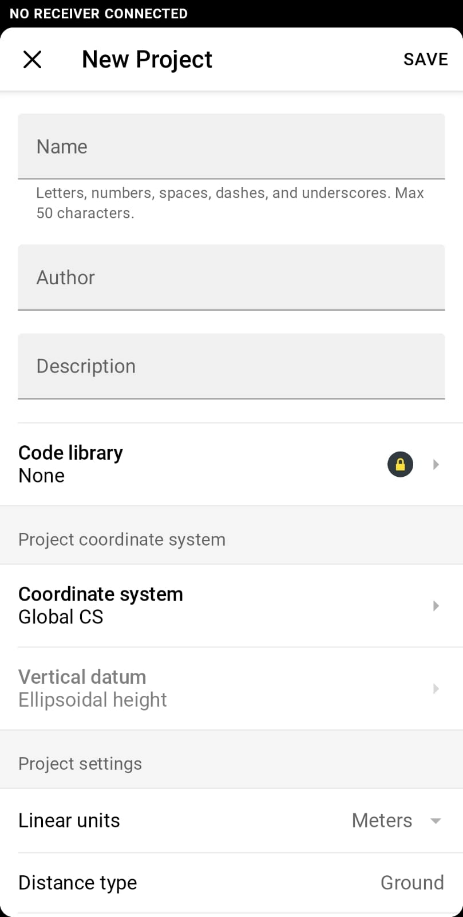 NO RECEIVER CONNECTED
New Project
SAVE
Name
Letters, numbers, spaces, dashes, and underscores. Max
50 characters.
Author
Description
Code library
None
Project coordinate system
Coordinate system
Global CS
Vertical datum
Ellipsoidal height
Project settings
Linear units
Meters
Distance type
Ground